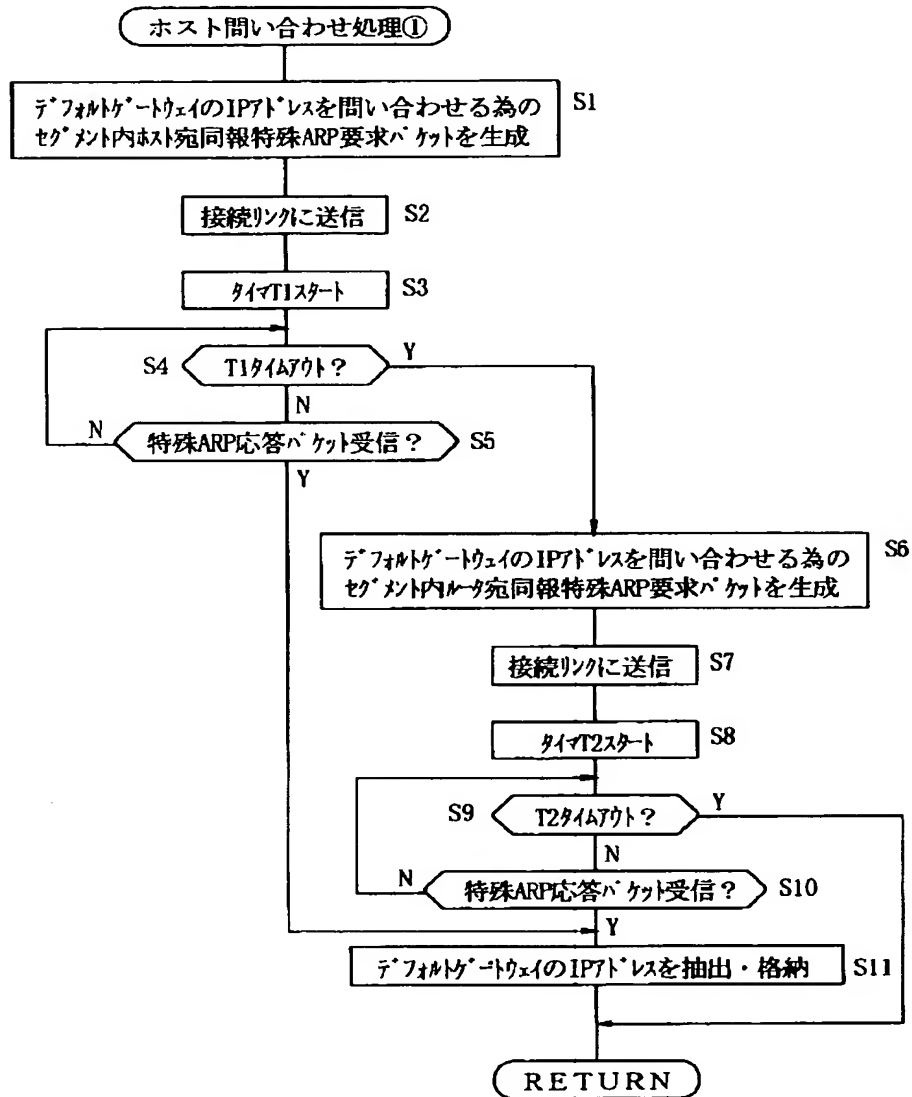 ホスト問い合わせ処理①
ﾃﾞﾌｫﾙﾄｹﾞｰﾄｳｪｲのIPｱﾄﾞﾚｽを問い合わせる為の
ｾｸﾞﾒﾝﾄ内ﾎｽﾄ宛同報特殊ARP要求ﾊﾟｹｯﾄを生成
S1
接続ﾘﾝｸに送信
S2
ﾀｲﾏT1ｽﾀｰﾄ
S3
S4
T1ﾀｲﾑｱｳﾄ？
Y
N
N
特殊ARP応答ﾊﾟｹｯﾄ受信？
S5
Y
ﾃﾞﾌｫﾙﾄｹﾞｰﾄｳｪｲのIPｱﾄﾞﾚｽを問い合わせる為の
ｾｸﾞﾒﾝﾄ内ﾙｰﾀ宛同報特殊ARP要求ﾊﾟｹｯﾄを生成
S6
接続ﾘﾝｸに送信
S7
ﾀｲﾏT2ｽﾀｰﾄ
S8
S9
T2ﾀｲﾑｱｳﾄ？
Y
N
N
特殊ARP応答ﾊﾟｹｯﾄ受信？
S10
Y
ﾃﾞﾌｫﾙﾄｹﾞｰﾄｳｪｲのIPｱﾄﾞﾚｽを抽出・格納
S11
RETURN